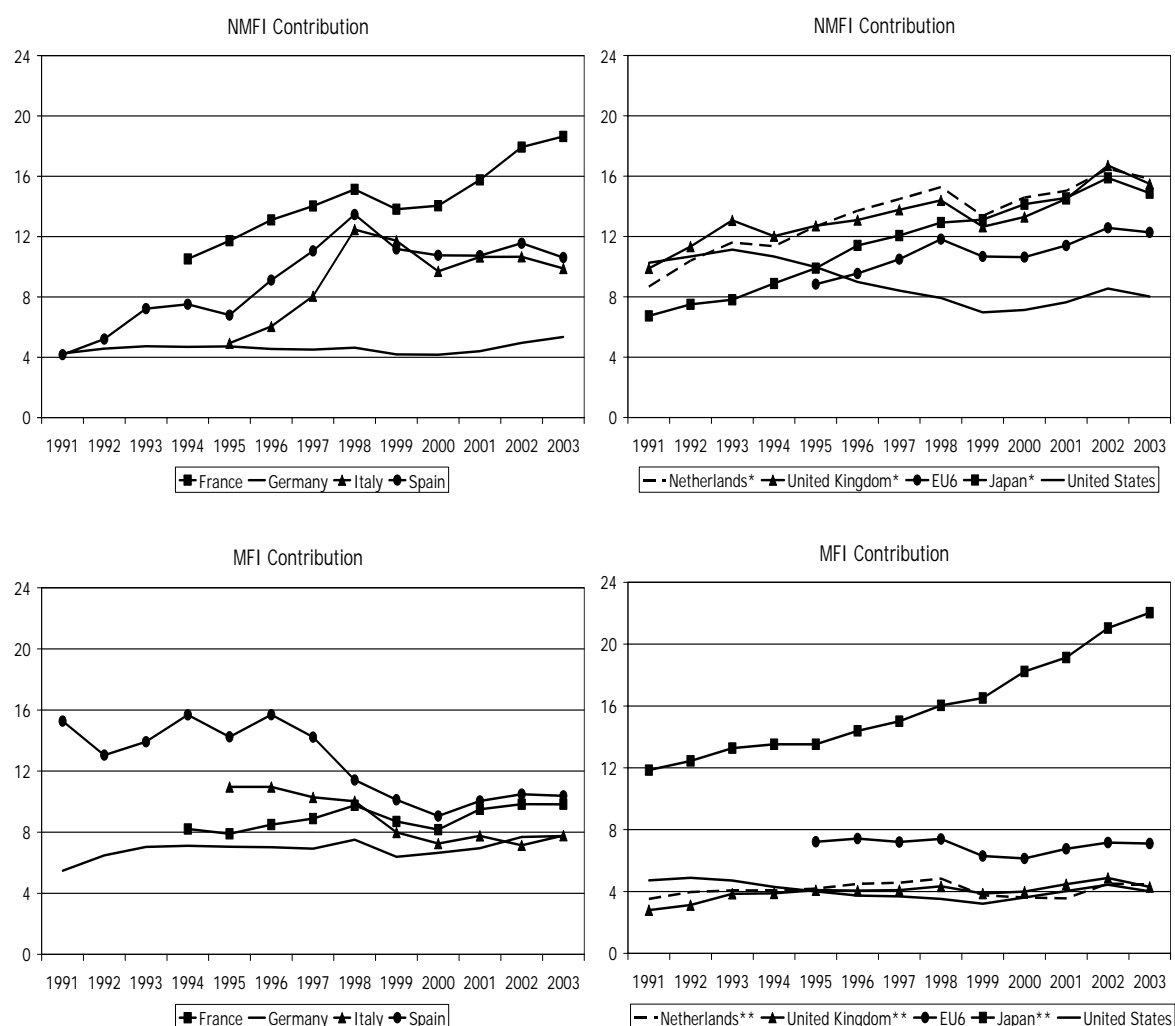 NMFI Contribution
24
20
16
12
8
4
0
1991 1992 1993 1994 1995 1996 1997 1998 1999 2000 2001 2002 2003
France Germany Italy Spain
NMFI Contribution
24
20
16
12
8
4
0
1991 1992 1993 1994 1995 1996 1997 1998 1999 2000 2001 2002 2003
Netherlands* United Kingdom* EU6 Japan* United States
MFI Contribution
24
20
16
12
8
4
0
1991 1992 1993 1994 1995 1996 1997 1998 1999 2000 2001 2002 2003
France Germany Italy Spain
MFI Contribution
24
20
16
12
8
4
0
1991 1992 1993 1994 1995 1996 1997 1998 1999 2000 2001 2002 2003
Netherlands** United Kingdom** EU6 Japan** United States